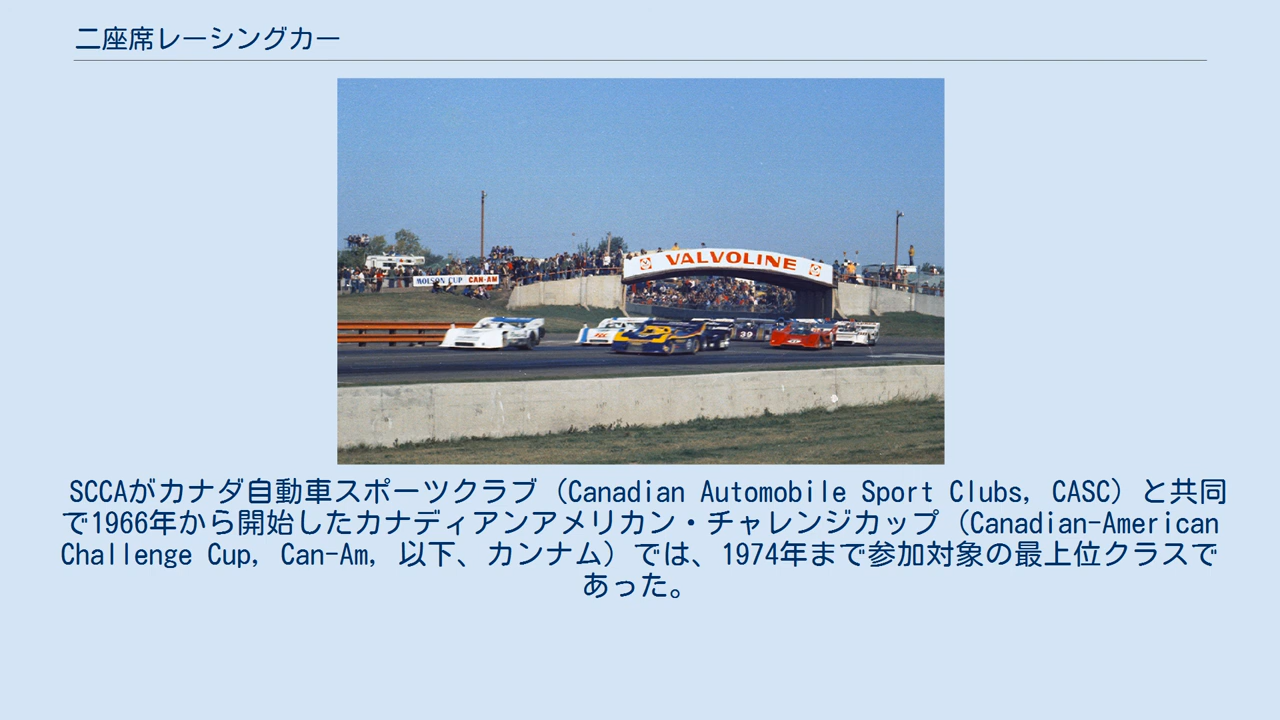 二座席レーシングカー
VALVOLINE
MOLSON CUP CAN-AM
39
SCCAがカナダ自動車スポーツクラブ（Canadian Automobile Sport Clubs, CASC）と共同
で1966年から開始したカナディアンアメリカン・チャレンジカップ（Canadian-American
Challenge Cup, Can-Am, 以下、カンナム）では、1974年まで参加対象の最上位クラスで
あった。